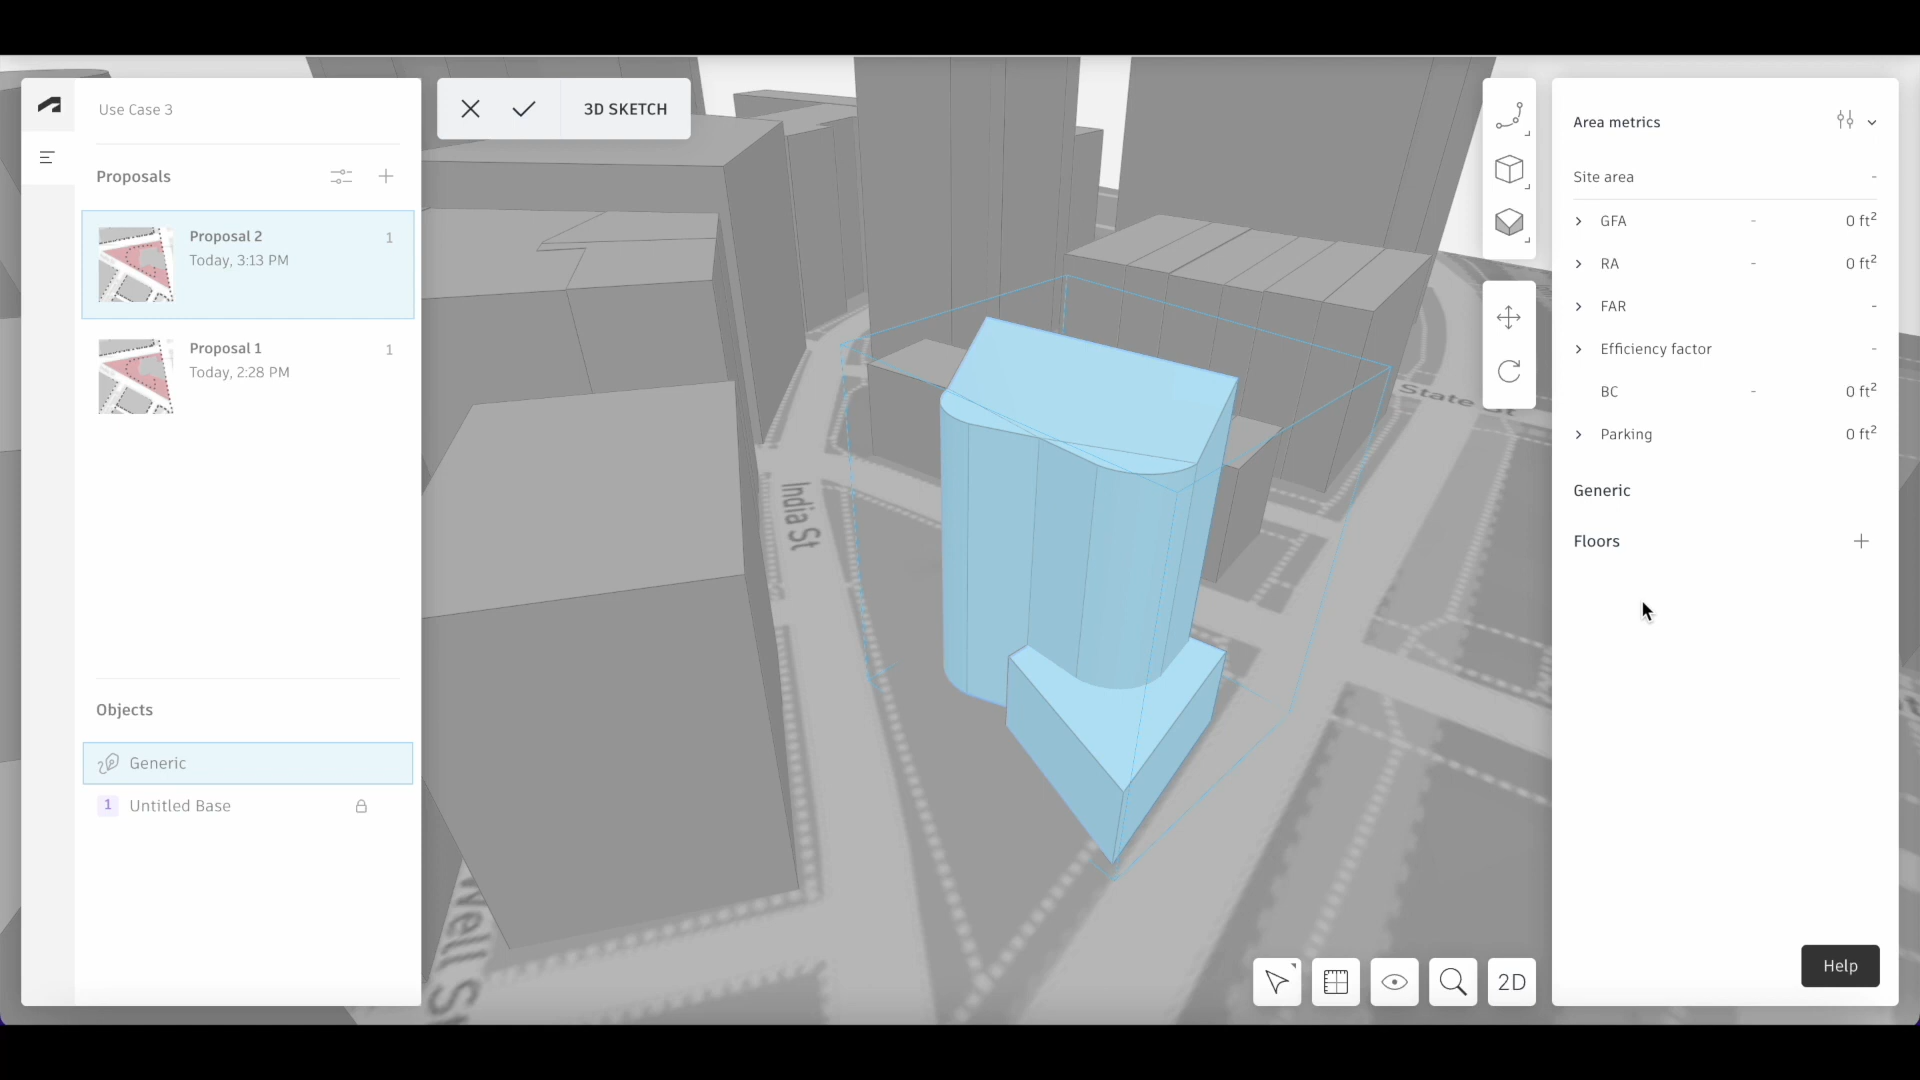 Use Case 3
Proposals
Proposal 2
1
Today, 3:13 PM
Proposal 1
1
Today, 2:28 PM
Objects
Generic
1 Untitled Base
3D SKETCH
India St
State St
well S
Area metrics
Site area -
GFA - 0 ft²
RA - 0 ft²
FAR -
Efficiency factor -
BC - 0 ft²
Parking 0 ft²
Generic
Floors
Help
2D